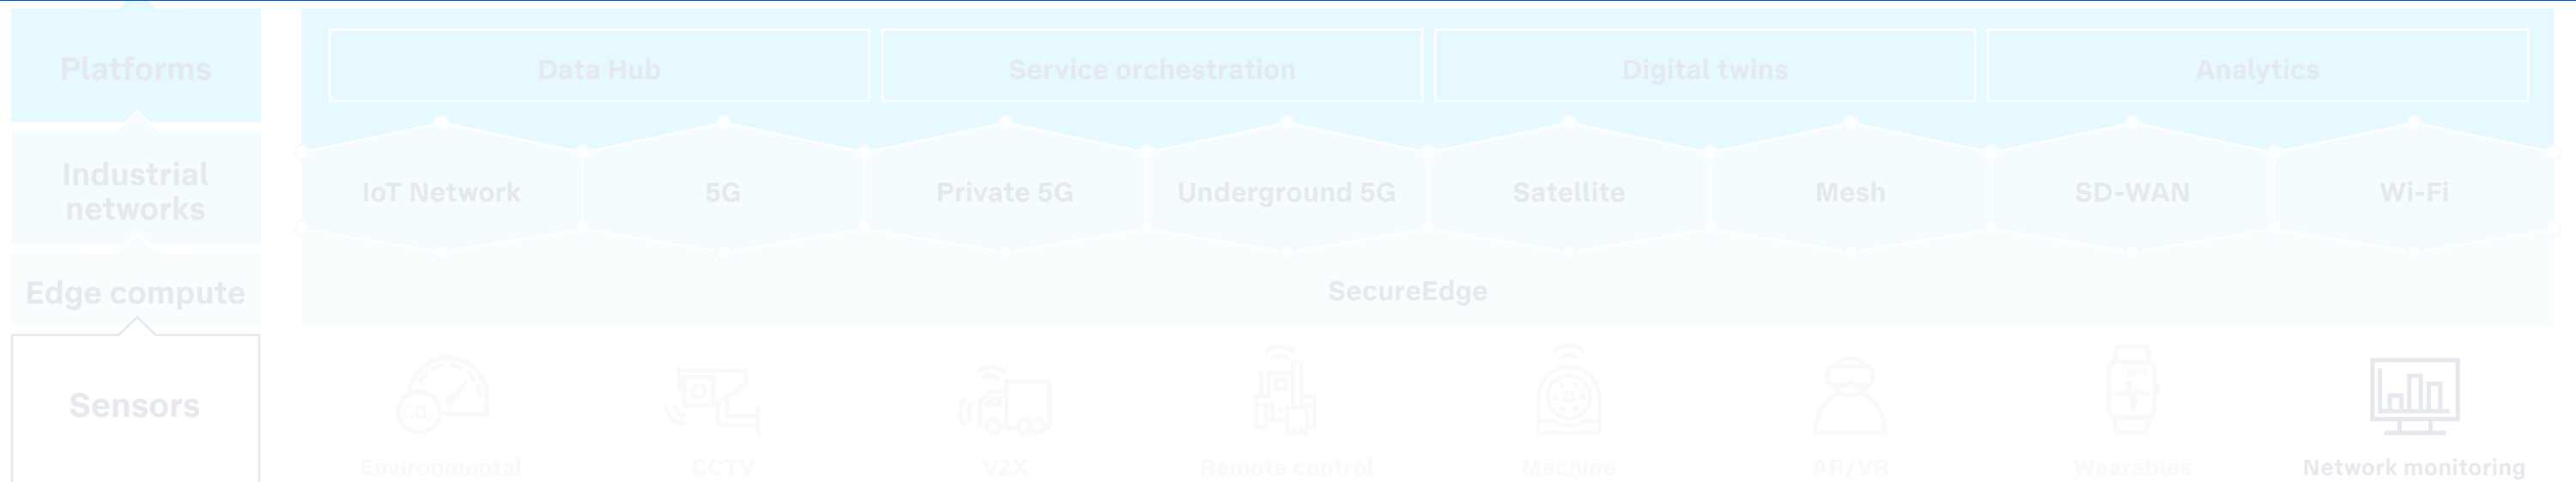 Platforms
Data Hub
Service orchestration
Digital twins
Analytics
Industrial
networks
IoT Network
5G
Private 5G
Underground 5G
Satellite
Mesh
SD-WAN
Wi-Fi
Edge compute
SecureEdge
Sensors
CO₂
Environmental
CCTV
V2X
Remote control
Machine
AR/VR
Wearables
Network monitoring